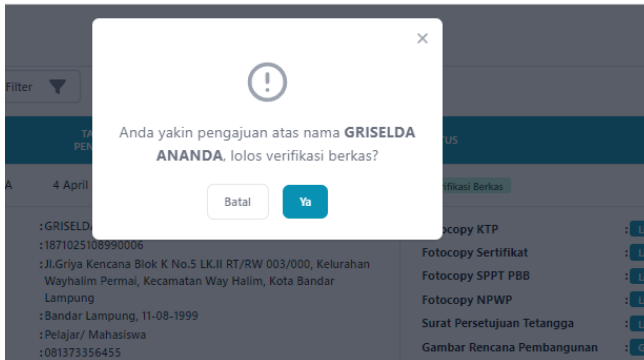 Filter
Anda yakin pengajuan atas nama GRISELDA
ANANDA, lolos verifikasi berkas?
Batal
Ya
4 April
:
:1871025108990006
:Jl.Griya Kencana Blok K No.5 LK.II RT/RW 003/000, Kelurahan
Wayhalim Permai, Kecamatan Way Halim, Kota Bandar
Lampung
:Bandar Lampung, 11-08-1999
:Pelajar/ Mahasiswa
:081373356455
Berkas
KTP :
Fotocopy Sertifikat :
Fotocopy SPPT PBB :
Fotocopy NPWP :
Surat Persetujuan Tetangga :
Gambar Rencana Pembangunan :